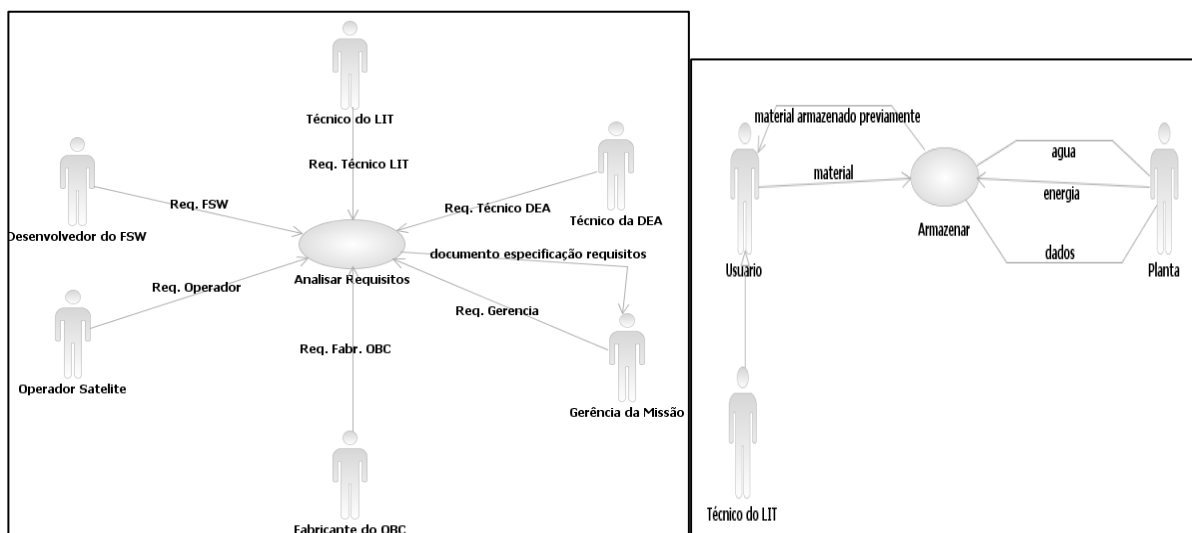 Técnico do LIT
Req. Técnico LIT
Req. FSW
Desenvolvedor do FSW
Req. Técnico DEA
Técnico da DEA
documento especificação requisitos
Analisar Requisitos
Req. Operador
Operador Satelite
Req. Gerencia
Gerência da Missão
Req. Fabr. OBC
Fabricante do OBC
material armazenado previamente
material
Usuário
Armazenar
agua
energia
dados
Planta
Técnico do LIT